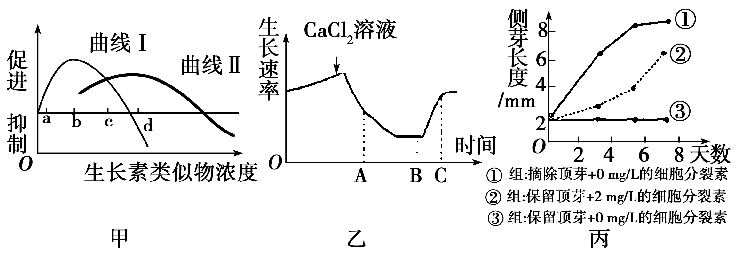 促进
抑制
曲线Ⅰ
曲线Ⅱ
a b c d
O
生长素类似物浓度
甲
生长速率
CaCl₂溶液
时间
O A B C
乙
侧芽长度/mm
8
6
4
2
O 2 4 6 8 天数
①
②
③
① 组:摘除顶芽+0 mg/L的细胞分裂素
② 组:保留顶芽+2 mg/L的细胞分裂素
③ 组:保留顶芽+0 mg/L的细胞分裂素
丙